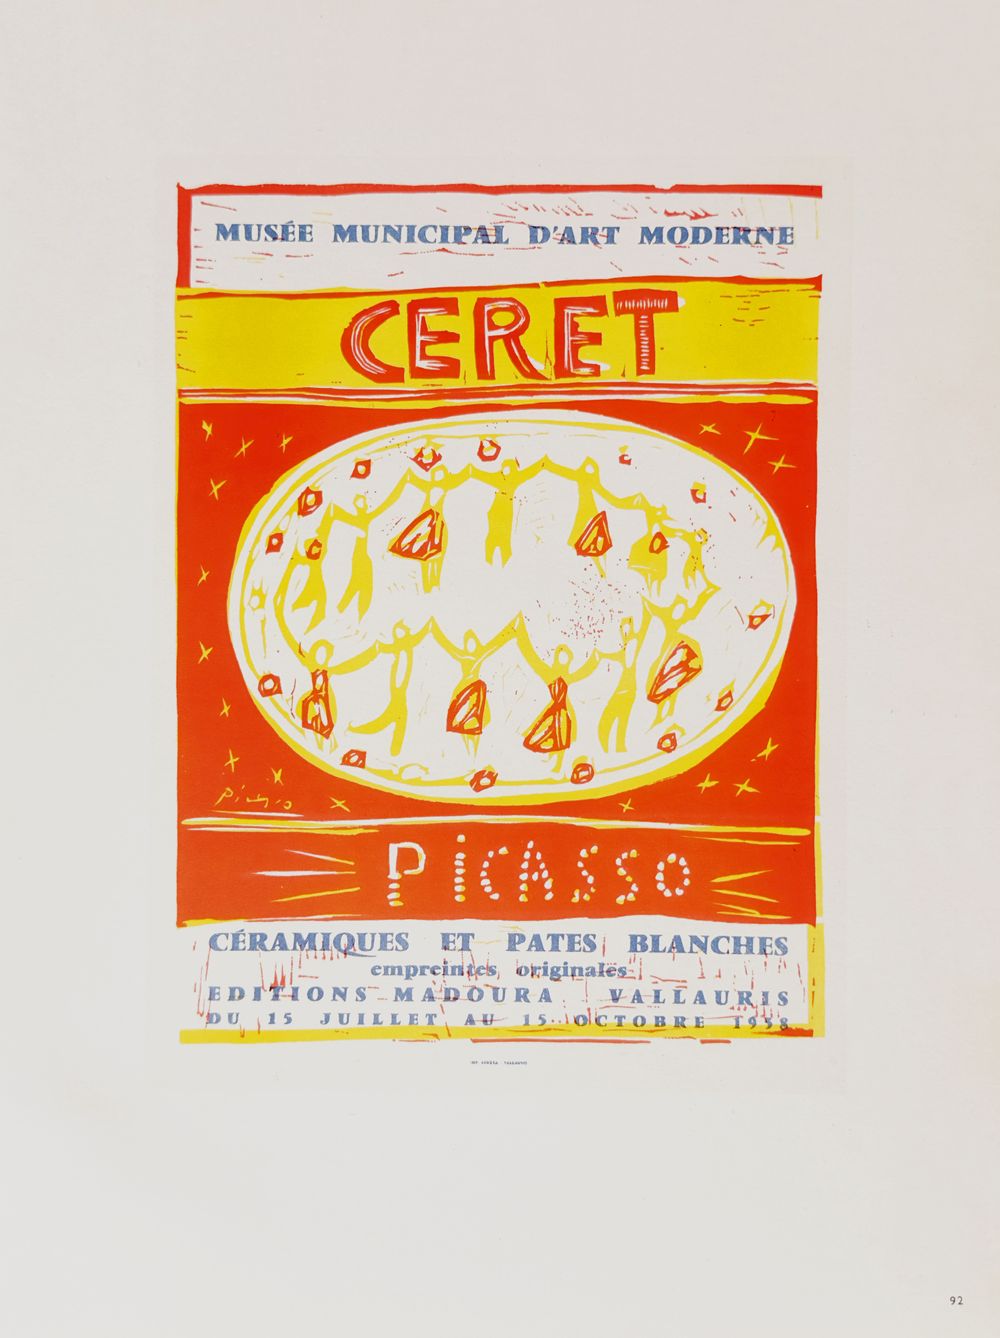 MUSÉE MUNICIPAL D'ART MODERNE
CERET
Picasso
PiCASSO
CÉRAMIQUES ET PATES BLANCHES
empreintes originales
EDITIONS MADOURA VALLAURIS
DU 15 JUILLET AU 15 OCTOBRE 1958
92